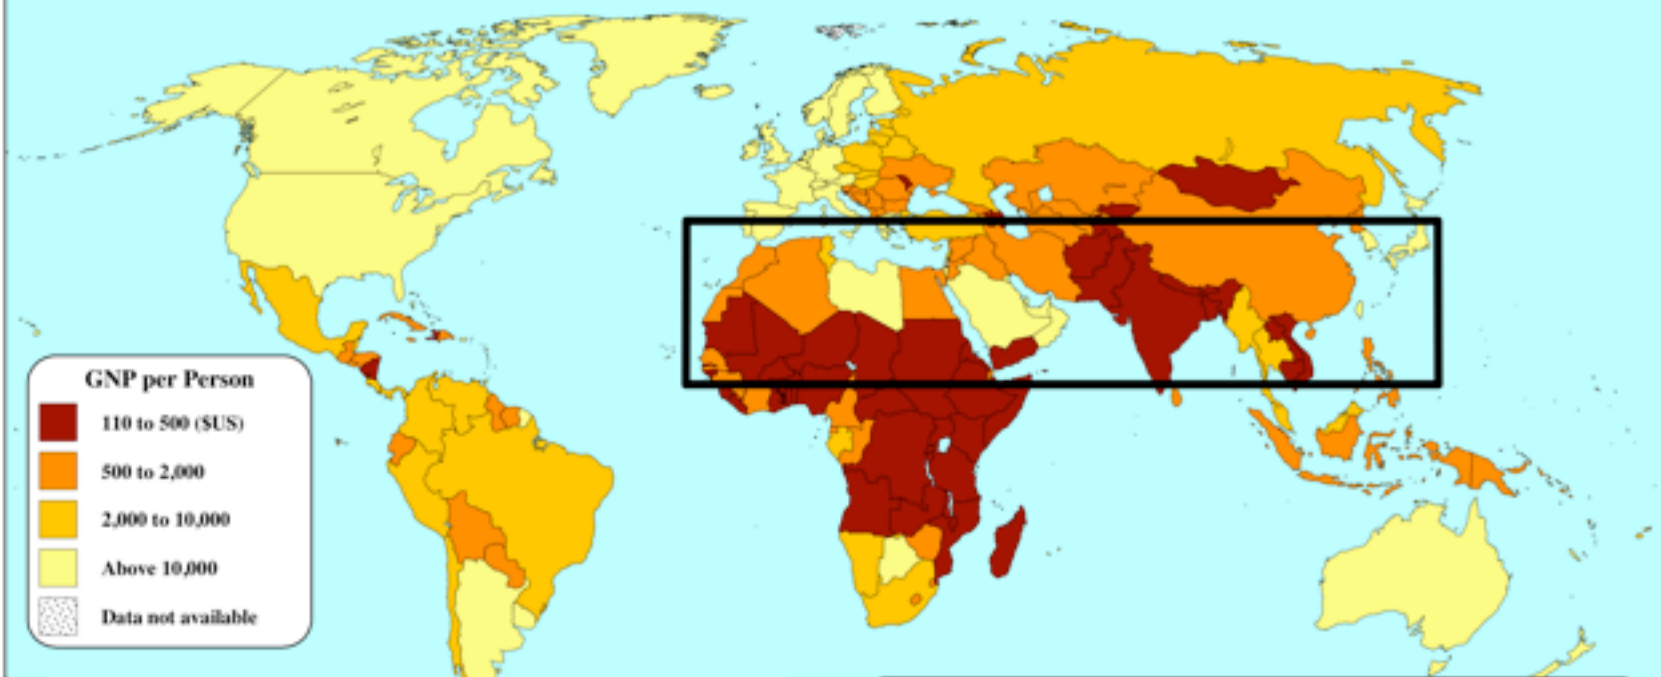 GNP per Person
110 to 500 ($US)
500 to 2,000
2,000 to 10,000
Above 10,000
Data not available